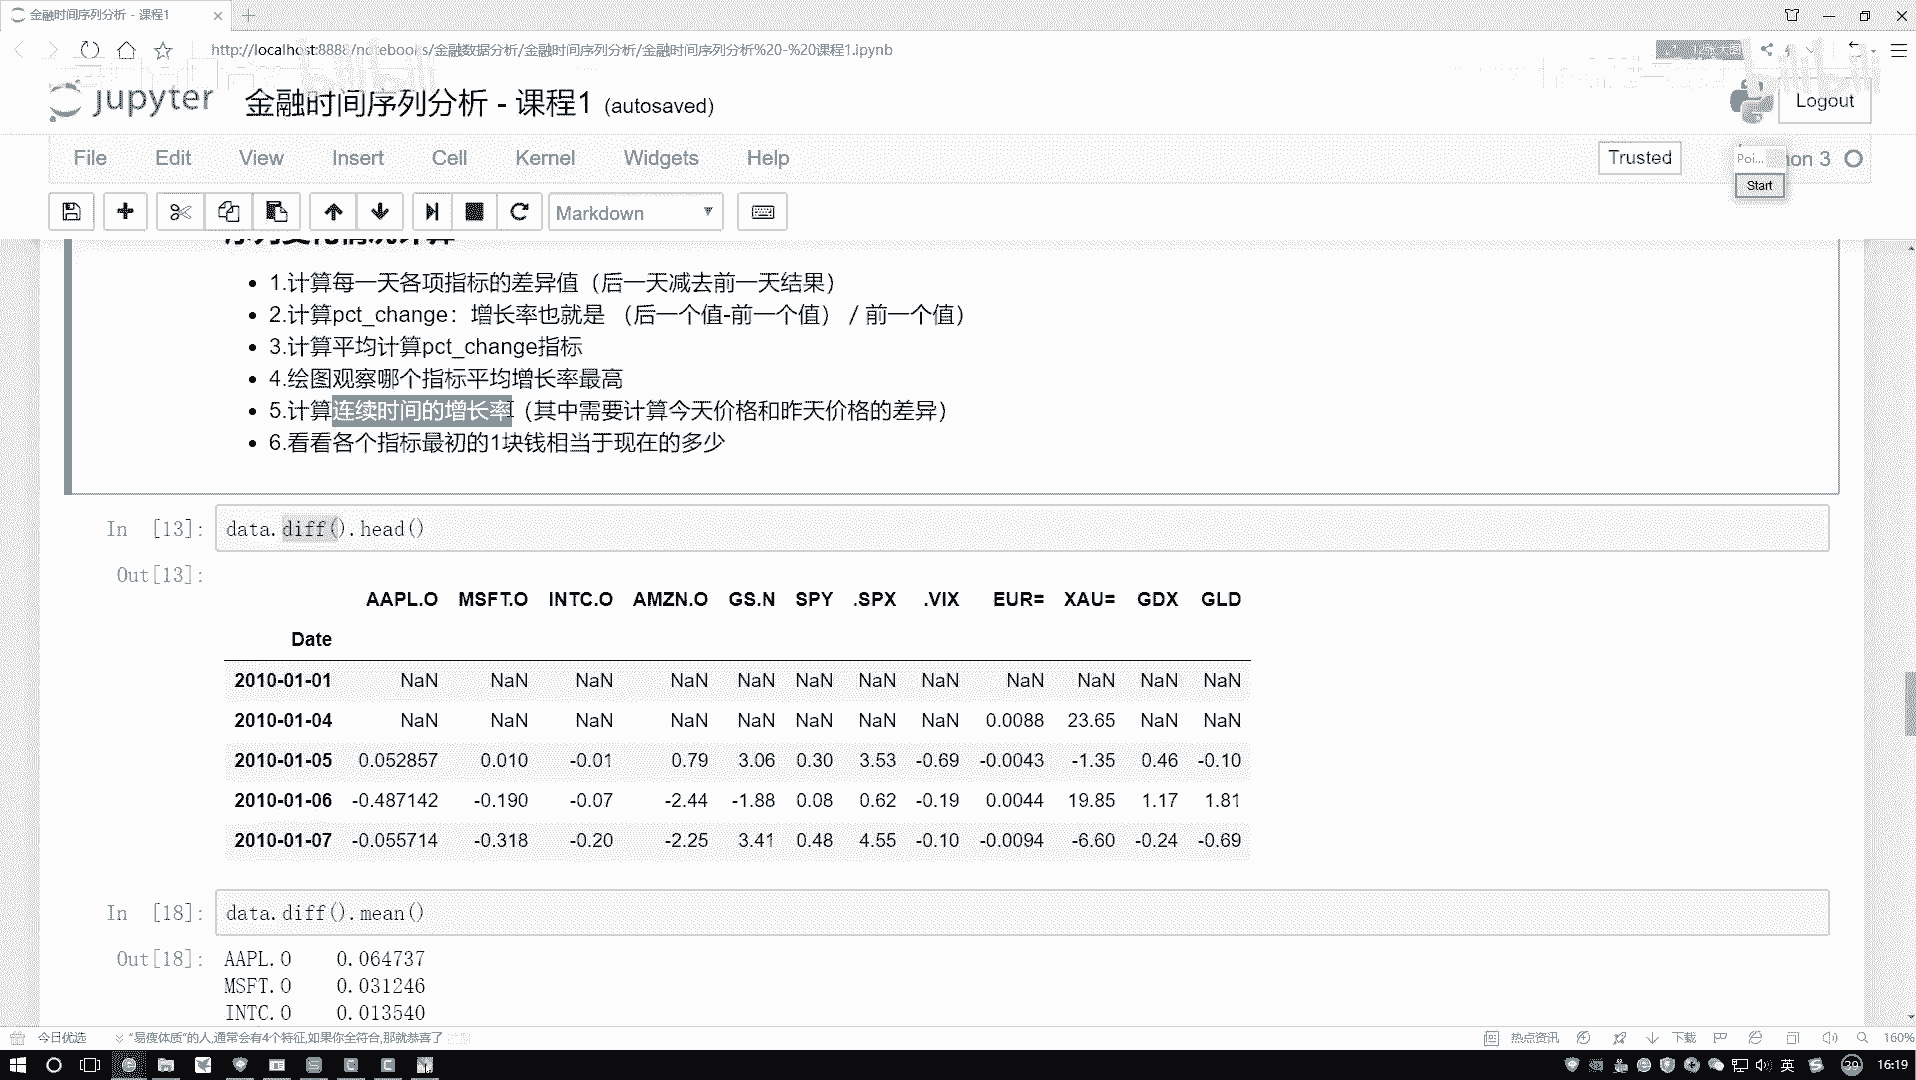 金融时间序列分析 - 课程1
http://localhost:8888/notebooks/金融数据分析/金融时间序列分析/金融时间序列分析%20-%20课程1.ipynb
jupyter 金融时间序列分析 - 课程1 (autosaved) Logout
File Edit View Insert Cell Kernel Widgets Help Trusted Poi... hon 3
Start
Markdown
序列变化情况计算
1.计算每一天各项指标的差异值（后一天减去前一天结果）
2.计算pct_change：增长率也就是 （后一个值-前一个值） / 前一个值）
3.计算平均计算pct_change指标
4.绘图观察哪个指标平均增长率最高
5.计算连续时间的增长率（其中需要计算今天价格和昨天价格的差异）
6.看看各个指标最初的1块钱相当于现在的多少
In [13]: data.diff().head()
Out[13]:
AAPL.O MSFT.O INTC.O AMZN.O GS.N SPY .SPX .VIX EUR= XAU= GDX GLD
Date
2010-01-01 NaN NaN NaN NaN NaN NaN NaN NaN NaN NaN NaN NaN
2010-01-04 NaN NaN NaN NaN NaN NaN NaN NaN 0.0088 23.65 NaN NaN
2010-01-05 0.052857 0.010 -0.01 0.79 3.06 0.30 3.53 -0.69 -0.0043 -1.35 0.46 -0.10
2010-01-06 -0.487142 -0.190 -0.07 -2.44 -1.88 0.08 0.62 -0.19 0.0044 19.85 1.17 1.81
2010-01-07 -0.055714 -0.318 -0.20 -2.25 3.41 0.48 4.55 -0.10 -0.0094 -6.60 -0.24 -0.69
In [18]: data.diff().mean()
Out[18]: AAPL.O 0.064737
MSFT.O 0.031246
INTC.O 0.013540
今日优选 “易瘦体质”的人,通常会有4个特征,如果你全符合,那就恭喜了 热点资讯 下载 160%
英 39 16:19